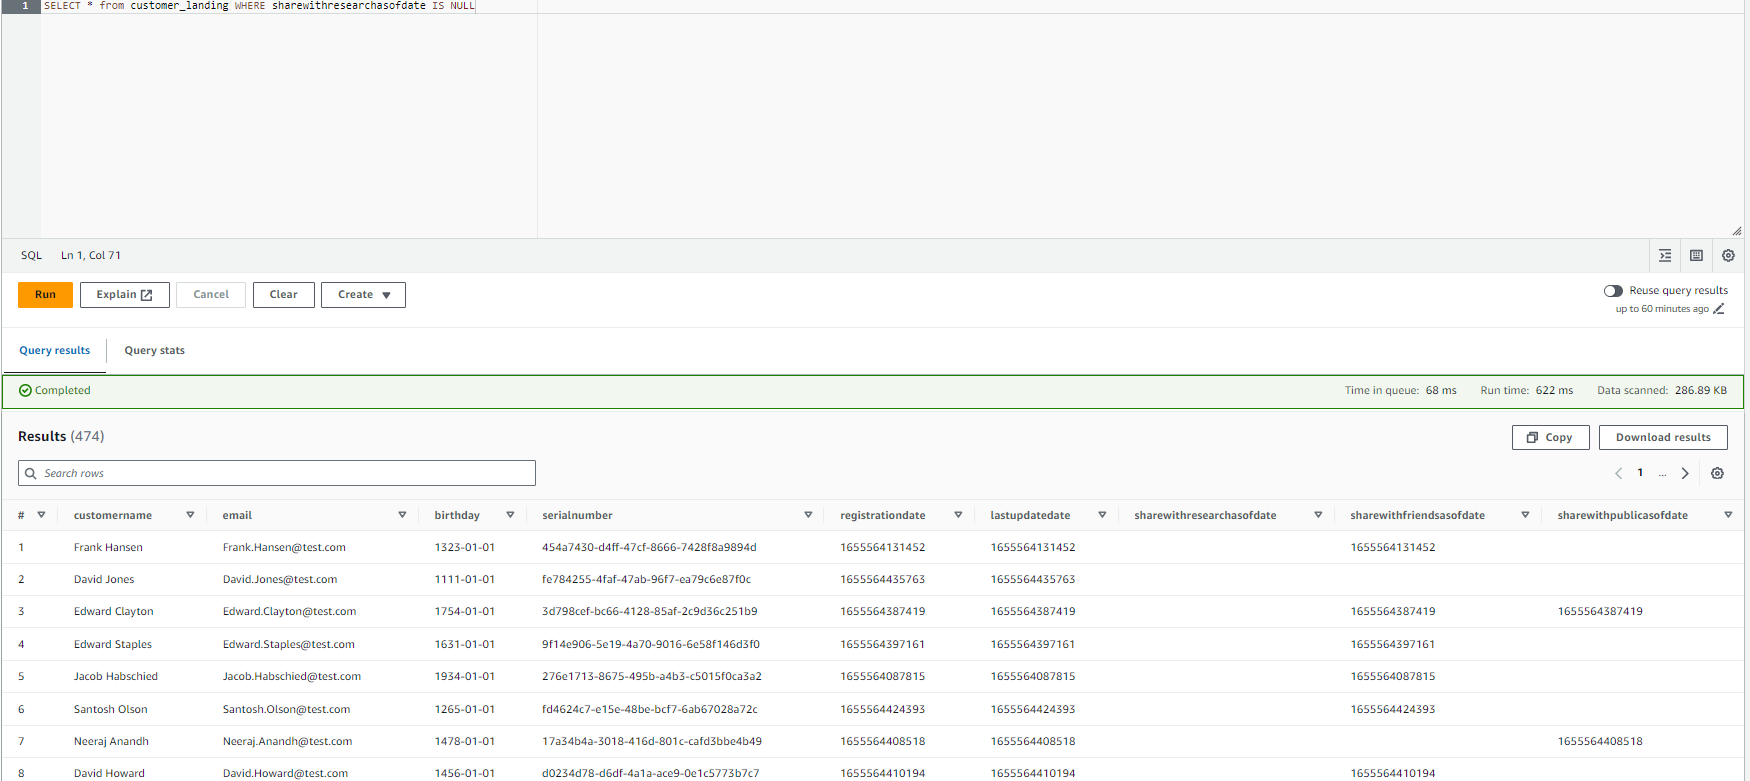 1 SELECT * from customer_landing WHERE sharewithresearchasofdate IS NULL
SQL Ln 1, Col 71
Run Explain Cancel Clear Create Reuse query results
up to 60 minutes ago
Query results Query stats
Completed Time in queue: 68 ms Run time: 622 ms Data scanned: 286.89 KB
Results (474) Copy Download results
Search rows 1 ...
# customername email birthday serialnumber registrationdate lastupdatedate sharewithresearchasofdate sharewithfriendsasofdate sharewithpublicasofdate
1 Frank Hansen Frank.Hansen@test.com 1323-01-01 454a7430-d4ff-47cf-8666-7428f8a9894d 1655564131452 1655564131452 1655564131452
2 David Jones David.Jones@test.com 1111-01-01 fe784255-4faf-47ab-96f7-ea79c6e87f0c 1655564435763 1655564435763
3 Edward Clayton Edward.Clayton@test.com 1754-01-01 3d798cef-bc66-4128-85af-2c9d36c251b9 1655564387419 1655564387419 1655564387419 1655564387419
4 Edward Staples Edward.Staples@test.com 1631-01-01 9f14e906-5e19-4a70-9016-6e58f146d3f0 1655564397161 1655564397161 1655564397161
5 Jacob Habschied Jacob.Habschied@test.com 1934-01-01 276e1713-8675-495b-a4b3-c5015f0ca3a2 1655564087815 1655564087815 1655564087815
6 Santosh Olson Santosh.Olson@test.com 1265-01-01 fd4624c7-e15e-48be-bcf7-6ab67028a72c 1655564424393 1655564424393 1655564424393
7 Neeraj Anandh Neeraj.Anandh@test.com 1478-01-01 17a34b4a-3018-416d-801c-cafd3bbe4b49 1655564408518 1655564408518 1655564408518
8 David Howard David.Howard@test.com 1456-01-01 d0234d78-d6df-4a1a-ace9-0e1c5773b7c7 1655564410194 1655564410194 1655564410194